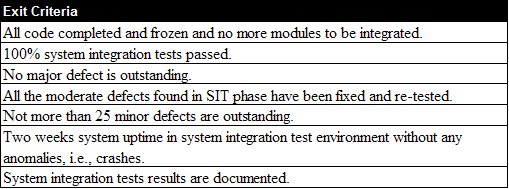 Exit Criteria
All code completed and frozen and no more modules to be integrated.
100% system integration tests passed.
No major defect is outstanding.
All the moderate defects found in SIT phase have been fixed and re-tested.
Not more than 25 minor defects are outstanding.
Two weeks system uptime in system integration test environment without any
anomalies, i.e., crashes.
System integration tests results are documented.